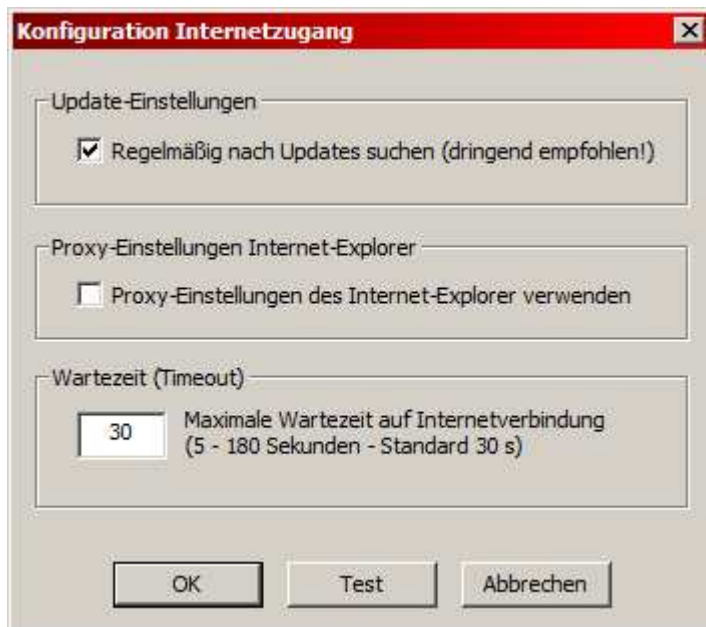 Konfiguration Internetzugang
Update-Einstellungen
Regelmäßig nach Updates suchen (dringend empfohlen!)
Proxy-Einstellungen Internet-Explorer
Proxy-Einstellungen des Internet-Explorer verwenden
Wartezeit (Timeout)
30
Maximale Wartezeit auf Internetverbindung
(5 - 180 Sekunden - Standard 30 s)
OK Test Abbrechen